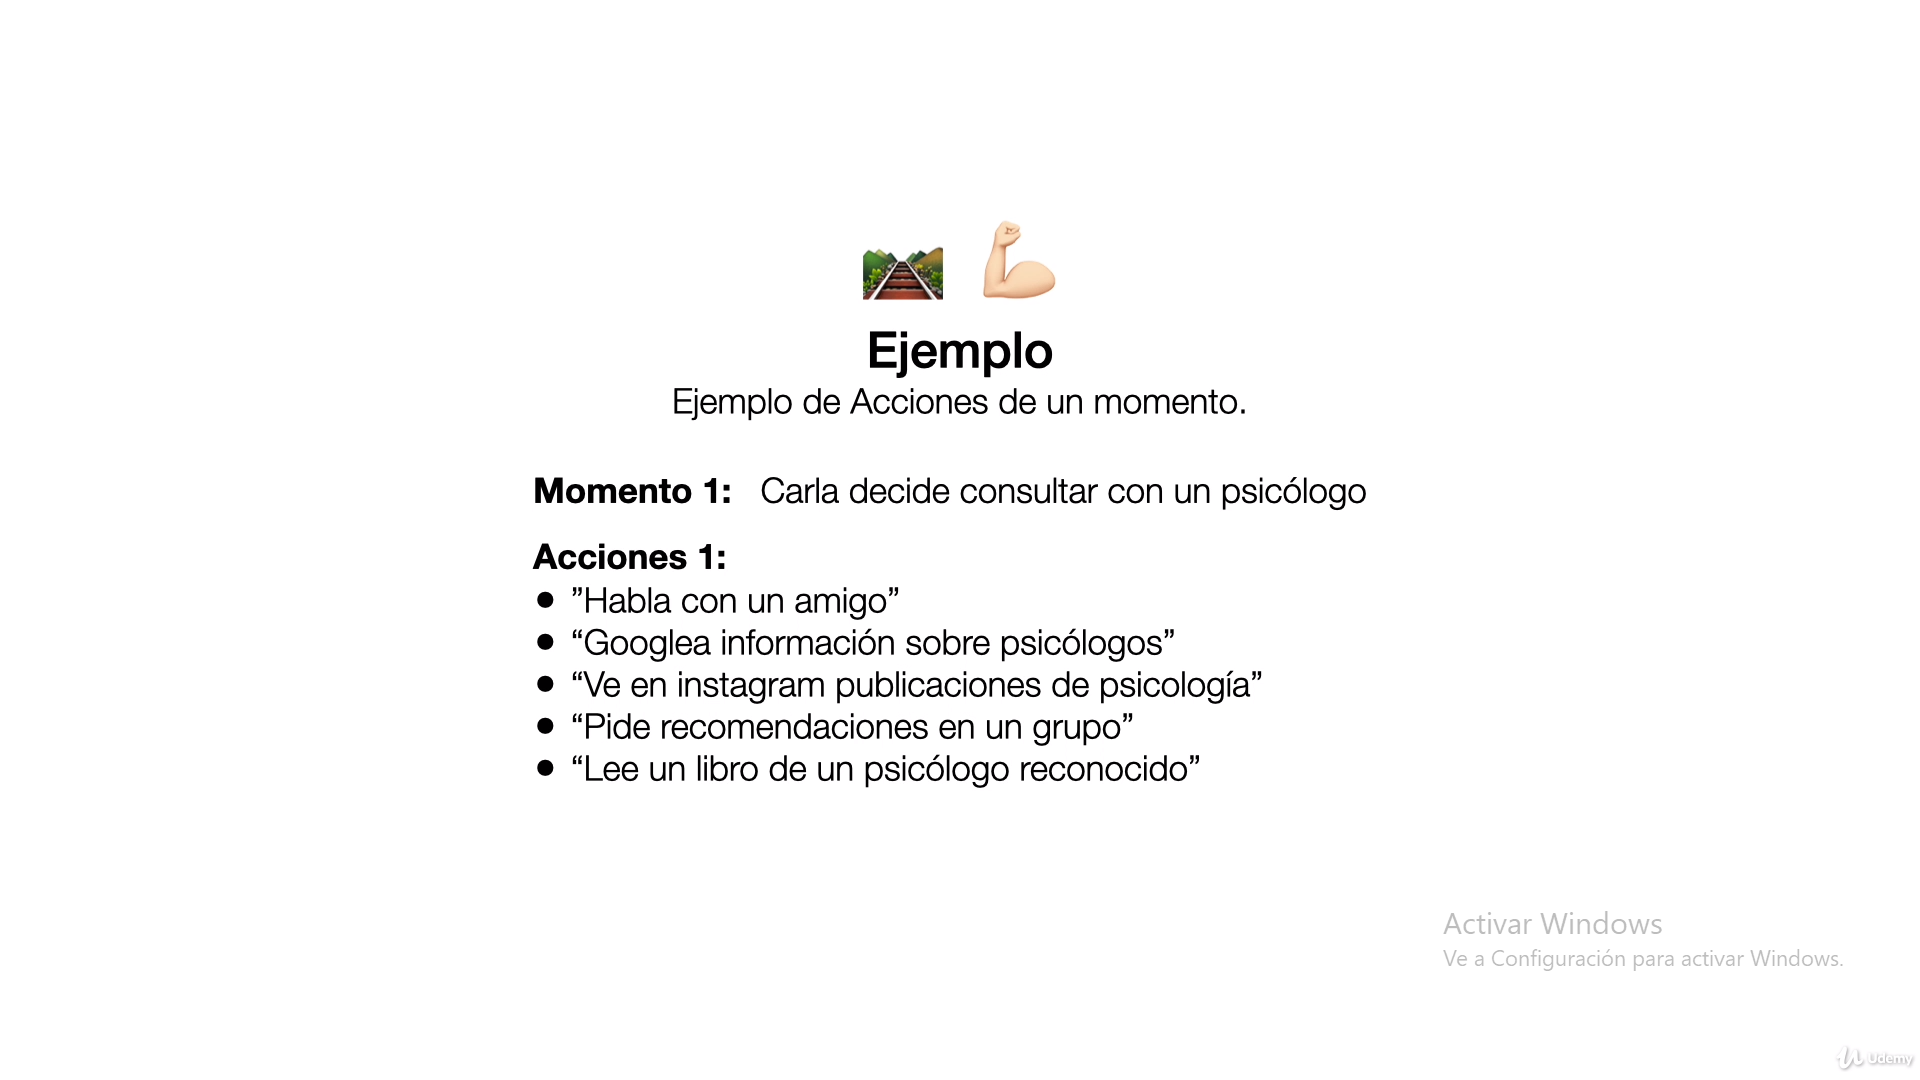 Ejemplo
Ejemplo de Acciones de un momento.
Momento 1: Carla decide consultar con un psicólogo
Acciones 1:
● ”Habla con un amigo”
● “Googlea información sobre psicólogos”
● “Ve en instagram publicaciones de psicología”
● “Pide recomendaciones en un grupo”
● “Lee un libro de un psicólogo reconocido”
Activar Windows
Ve a Configuración para activar Windows.
Udemy